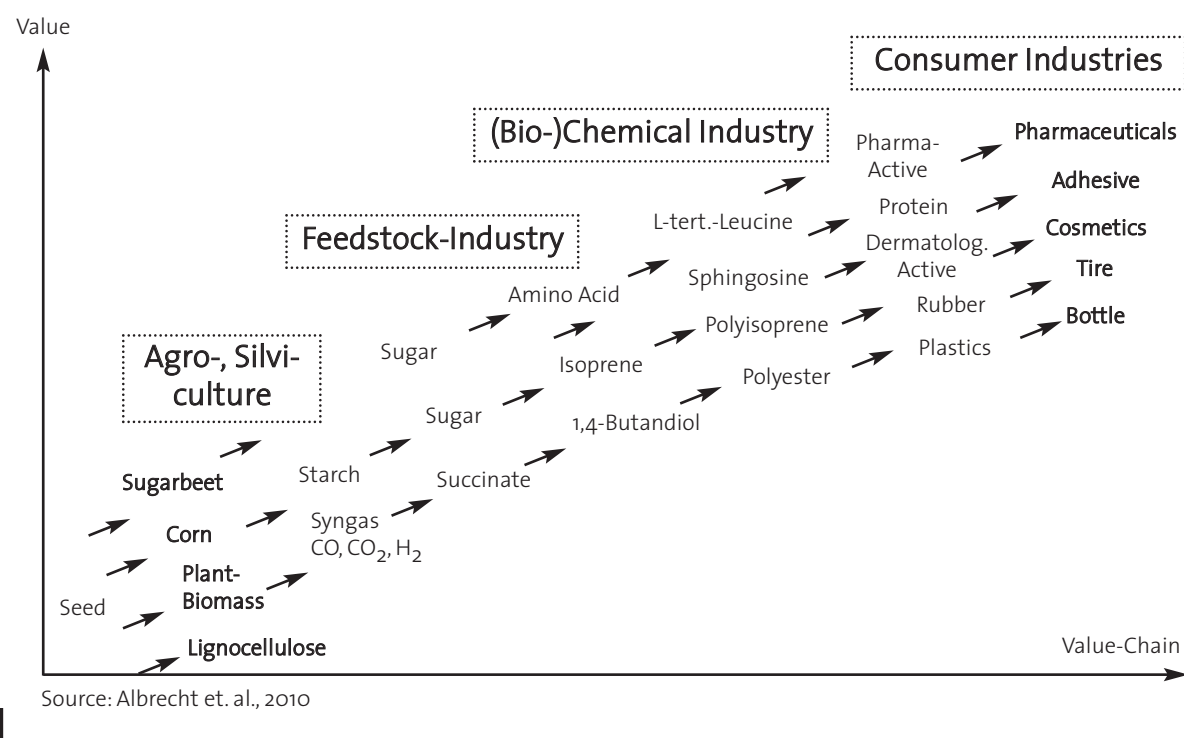 Value
Consumer Industries
(Bio-)Chemical Industry
Pharma-
Active
Pharmaceuticals
Adhesive
L-tert.-Leucine
Protein
Cosmetics
Feedstock-Industry
Dermatolog.
Active
Sphingosine
Tire
Amino Acid
Rubber
Bottle
Polyisoprene
Agro-, Silvi-
culture
Sugar
Isoprene
Plastics
Polyester
Sugar
1,4-Butandiol
Sugarbeet
Starch
Succinate
Corn
Syngas
CO, CO₂, H₂
Plant-
Biomass
Seed
Lignocellulose
Value-Chain
Source: Albrecht et. al., 2010